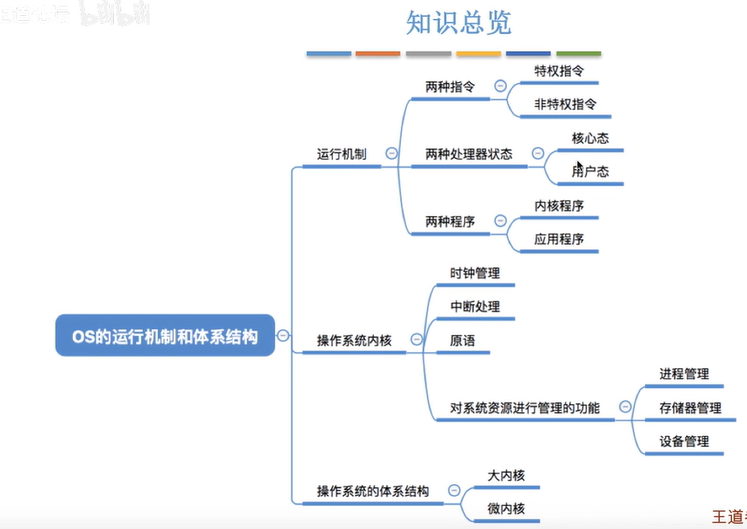 bilibili
知识总览
特权指令
两种指令
非特权指令
核心态
运行机制
两种处理器状态
用户态
内核程序
两种程序
应用程序
时钟管理
中断处理
OS的运行机制和体系结构
操作系统内核
原语
进程管理
对系统资源进行管理的功能
存储器管理
设备管理
大内核
操作系统的体系结构
微内核
王道